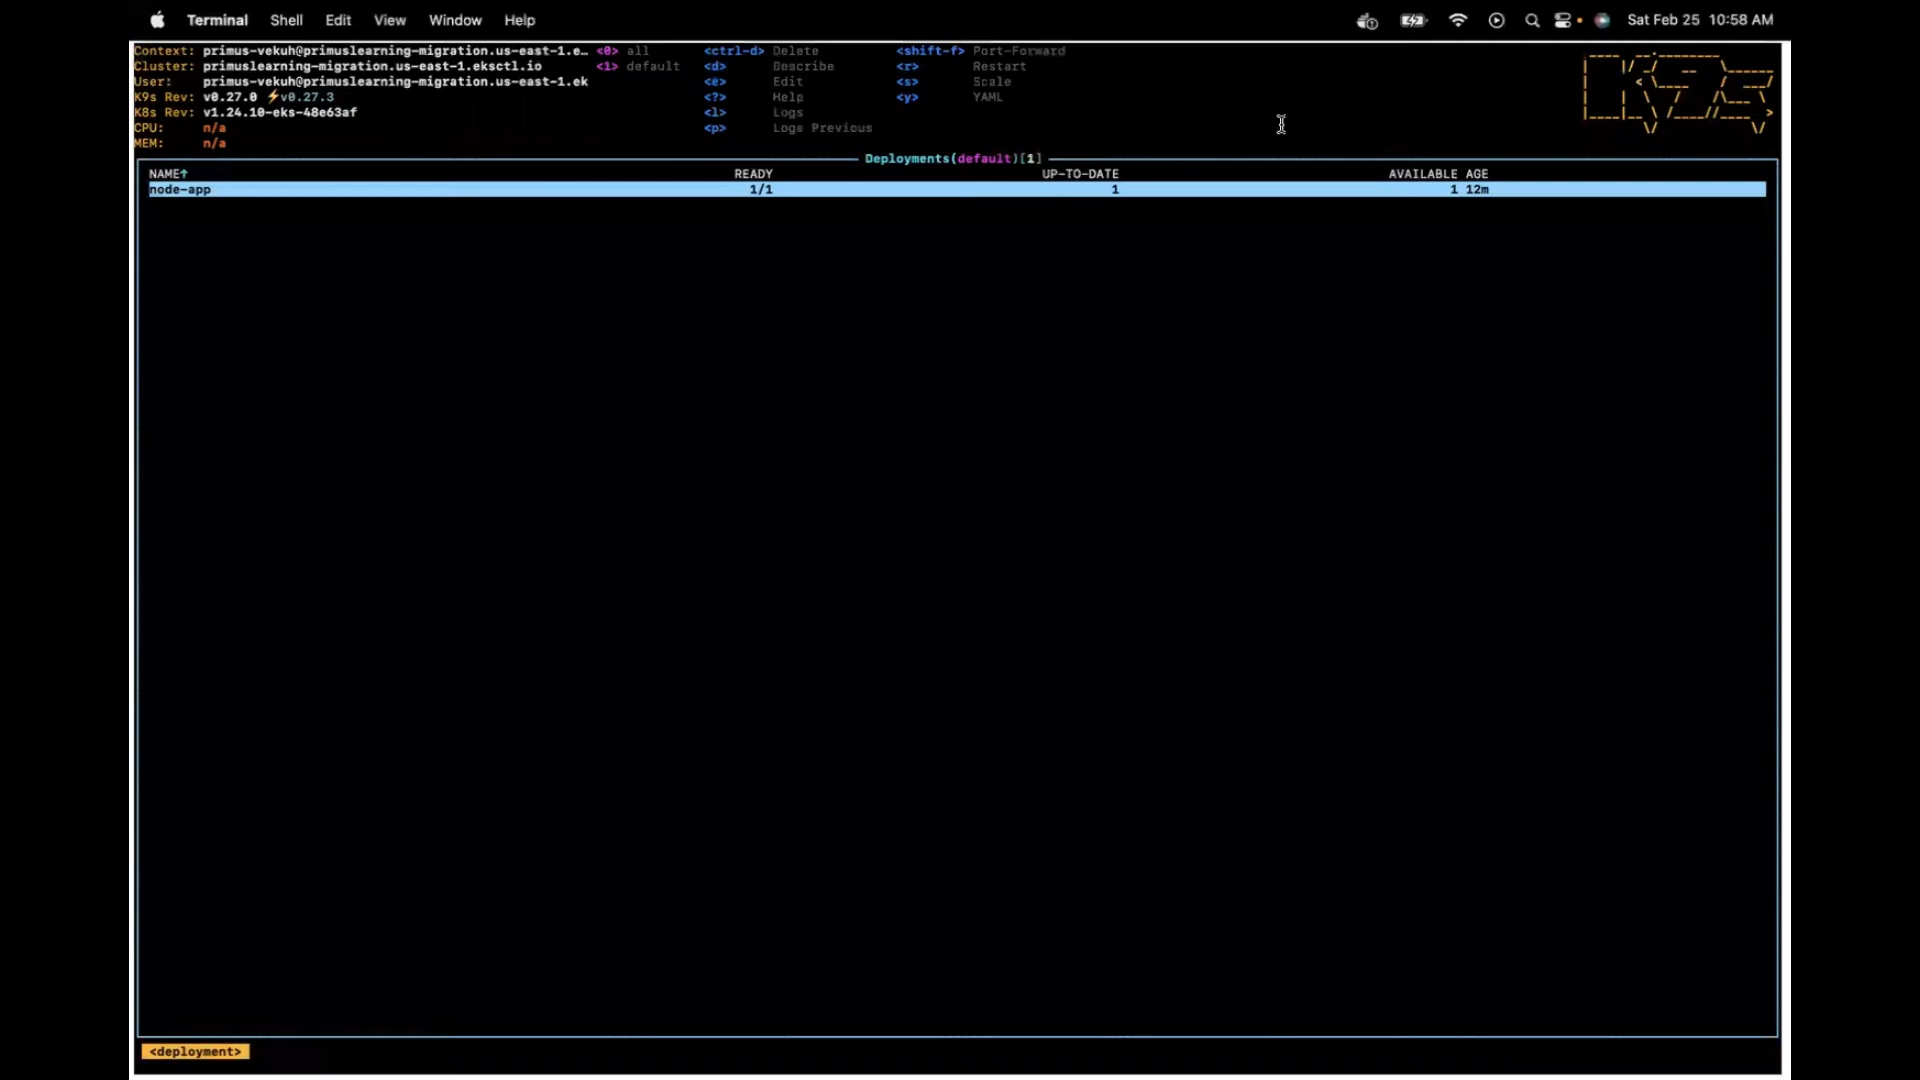 Terminal Shell Edit View Window Help Sat Feb 25 10:58 AM
Context: primus-vekuh@primuslearning-migration.us-east-1.e… <0> all <ctrl-d> Delete <shift-f> Port-Forward
Cluster: primuslearning-migration.us-east-1.eksctl.io <1> default <d> Describe <r> Restart
User: primus-vekuh@primuslearning-migration.us-east-1.ek <e> Edit <s> Scale
K9s Rev: v0.27.0 ⚡v0.27.3 <?> Help <y> YAML
K8s Rev: v1.24.10-eks-48e63af <l> Logs
CPU: n/a <p> Logs Previous
MEM: n/a
Deployments(default)[1]
NAME↑ READY UP-TO-DATE AVAILABLE AGE
node-app 1/1 1 1 12m
<deployment>